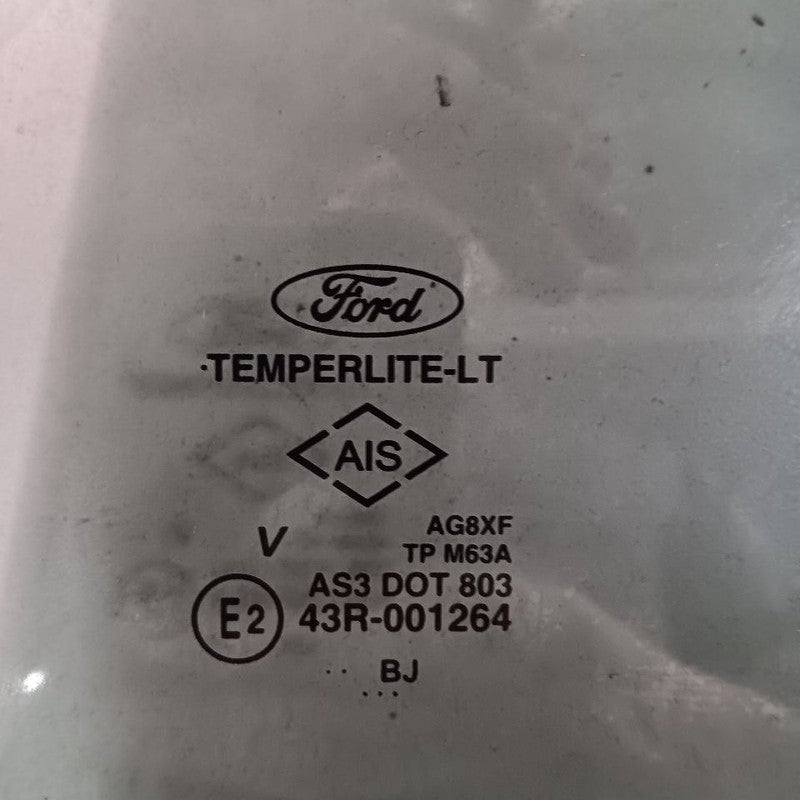 Ford
·TEMPERLITE-LT
AIS
V
AG8XF
TP M63A
AS3 DOT 803
E2 43R-001264
·· BJ
···